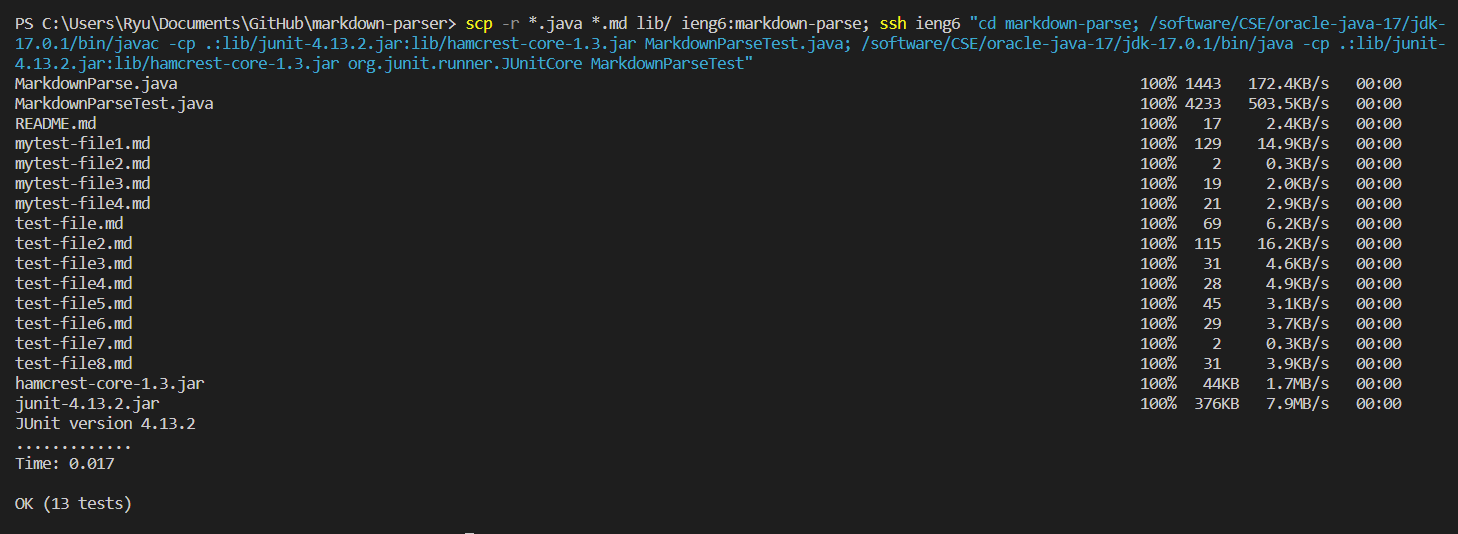 PS C:\Users\Ryu\Documents\GitHub\markdown-parser> scp -r *.java *.md lib/ ieng6:markdown-parse; ssh ieng6 "cd markdown-parse; /software/CSE/oracle-java-17/jdk-
17.0.1/bin/javac -cp .:lib/junit-4.13.2.jar:lib/hamcrest-core-1.3.jar MarkdownParseTest.java; /software/CSE/oracle-java-17/jdk-17.0.1/bin/java -cp .:lib/junit-
4.13.2.jar:lib/hamcrest-core-1.3.jar org.junit.runner.JUnitCore MarkdownParseTest"
MarkdownParse.java 100% 1443 172.4KB/s 00:00
MarkdownParseTest.java 100% 4233 503.5KB/s 00:00
README.md 100% 17 2.4KB/s 00:00
mytest-file1.md 100% 129 14.9KB/s 00:00
mytest-file2.md 100% 2 0.3KB/s 00:00
mytest-file3.md 100% 19 2.0KB/s 00:00
mytest-file4.md 100% 21 2.9KB/s 00:00
test-file.md 100% 69 6.2KB/s 00:00
test-file2.md 100% 115 16.2KB/s 00:00
test-file3.md 100% 31 4.6KB/s 00:00
test-file4.md 100% 28 4.9KB/s 00:00
test-file5.md 100% 45 3.1KB/s 00:00
test-file6.md 100% 29 3.7KB/s 00:00
test-file7.md 100% 2 0.3KB/s 00:00
test-file8.md 100% 31 3.9KB/s 00:00
hamcrest-core-1.3.jar 100% 44KB 1.7MB/s 00:00
junit-4.13.2.jar 100% 376KB 7.9MB/s 00:00
JUnit version 4.13.2
.............
Time: 0.017
OK (13 tests)